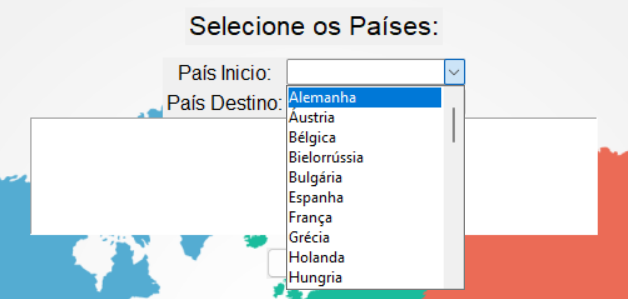 Selecione os Países:
País Inicio:
País Destino:
Alemanha
Áustria
Bélgica
Bielorrússia
Bulgária
Espanha
França
Grécia
Holanda
Hungria